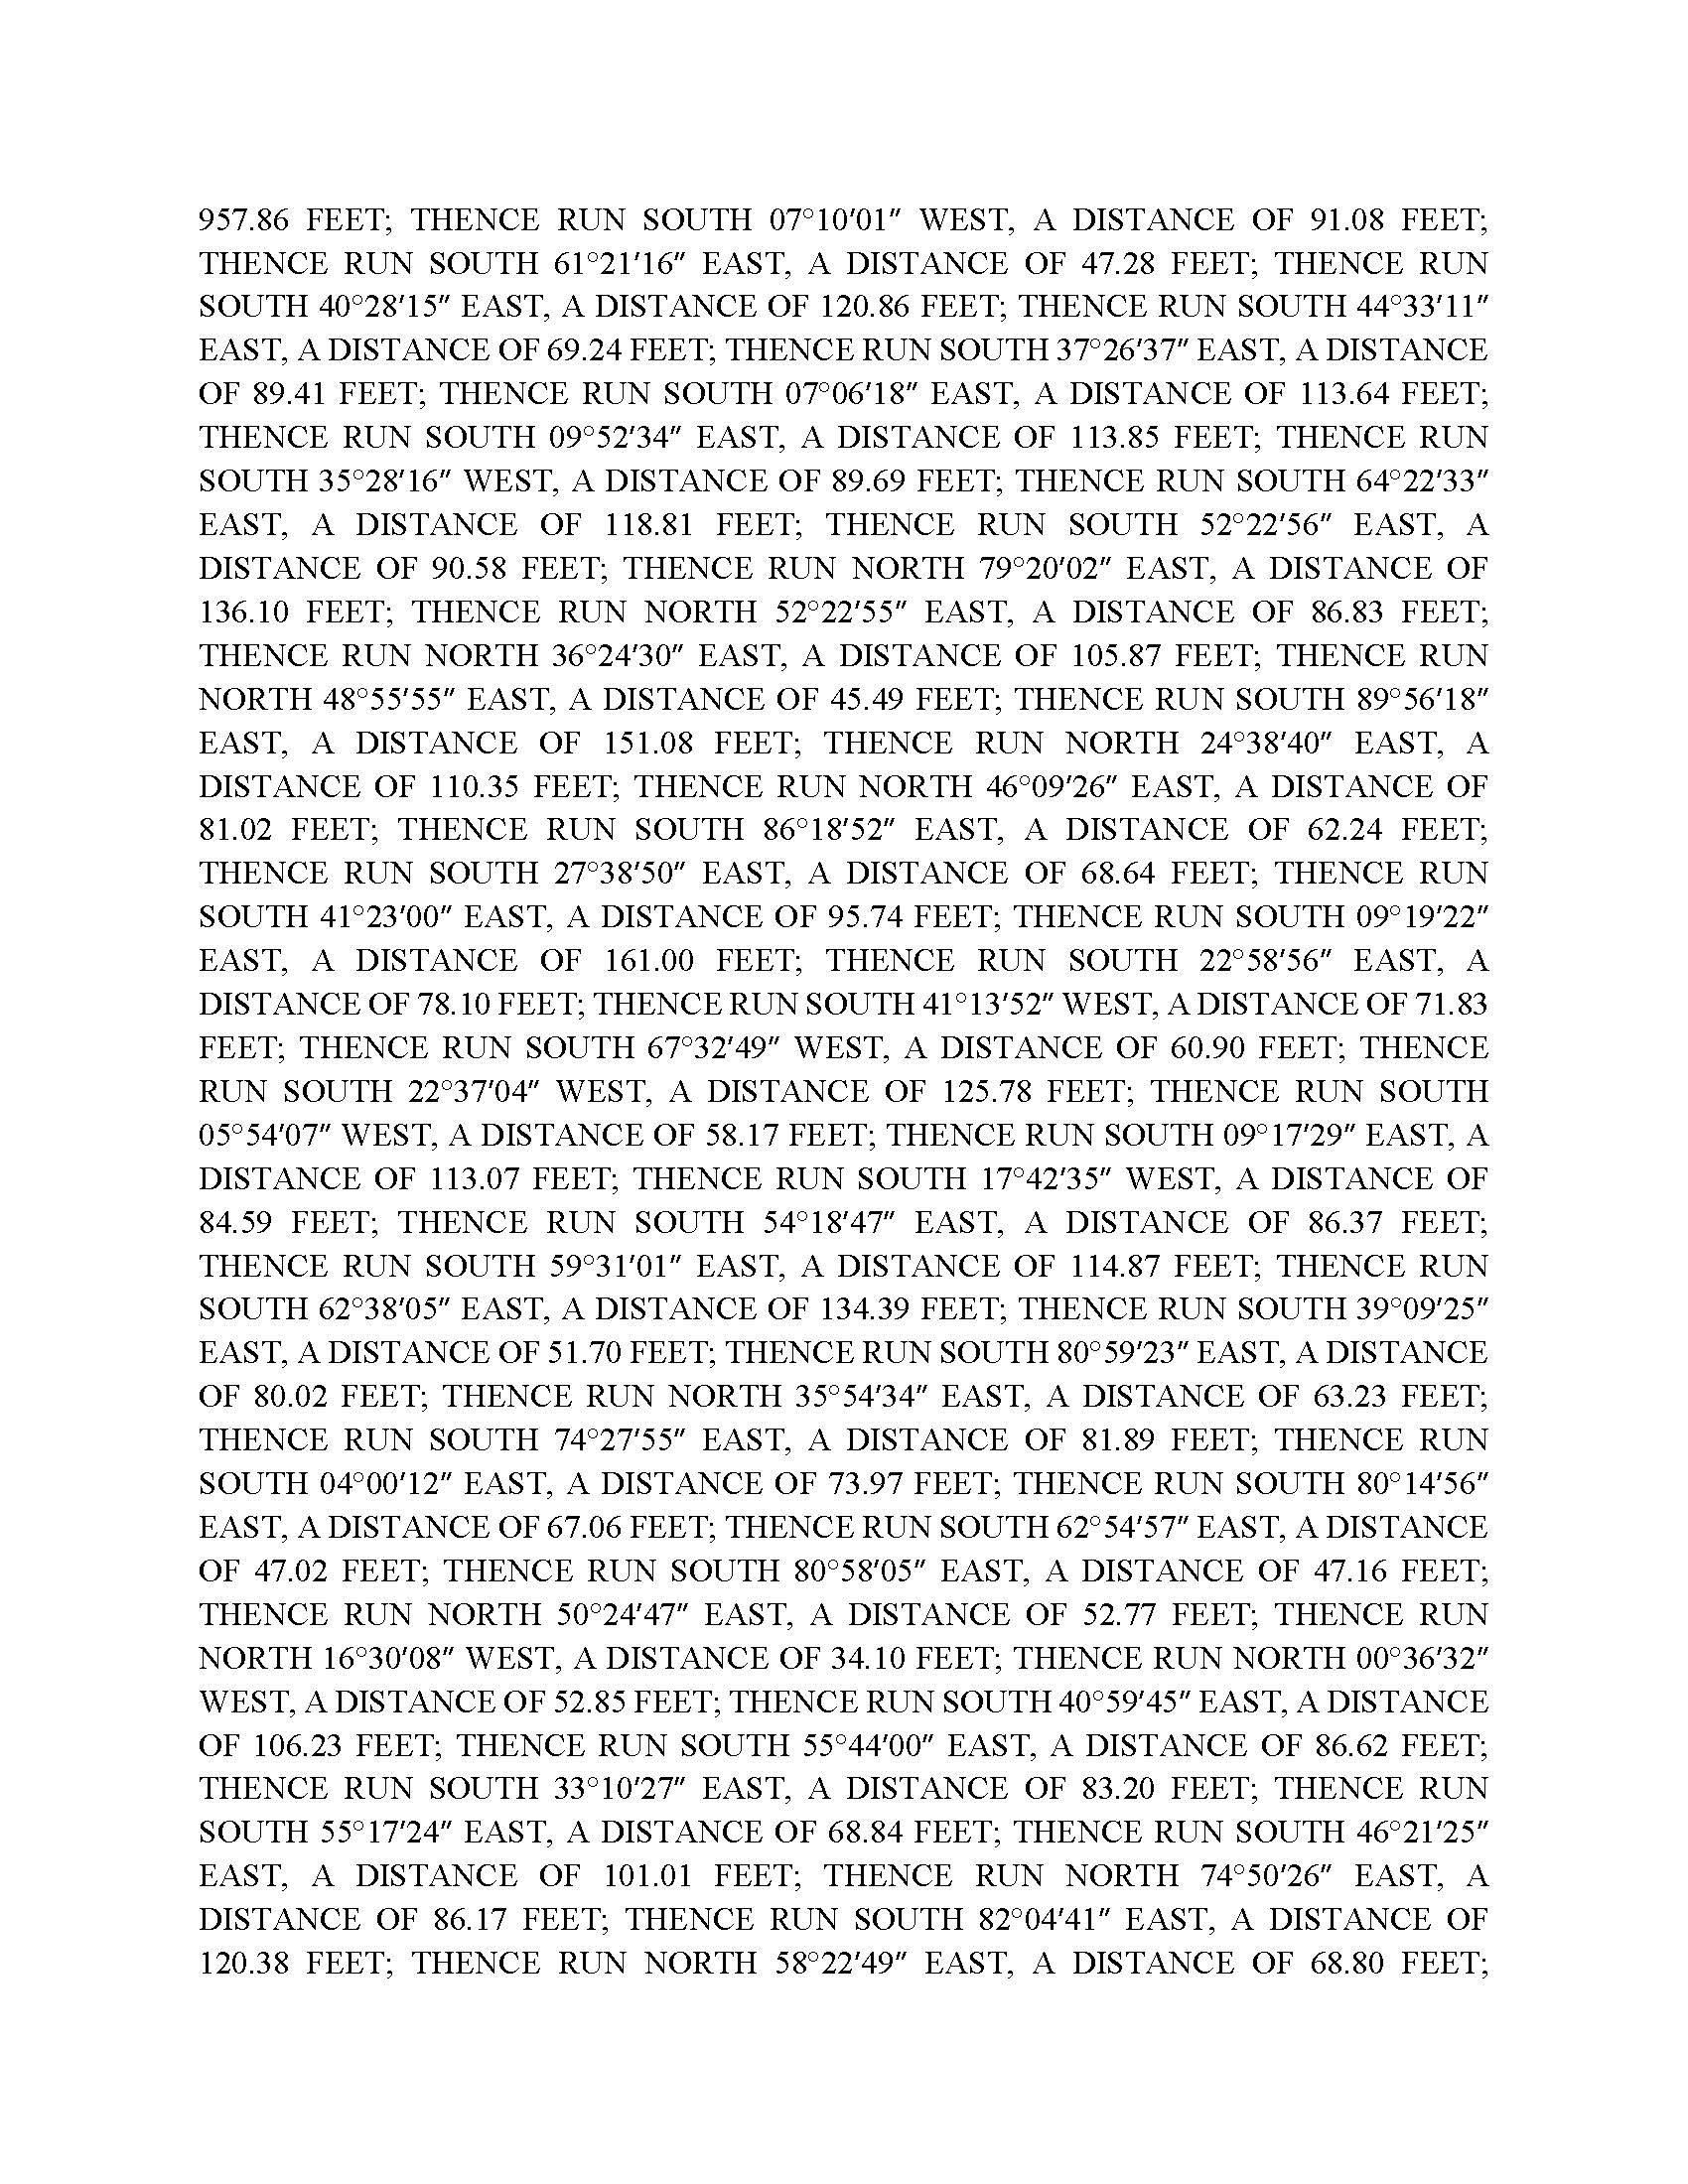 957.86 FEET; THENCE RUN SOUTH 07°10′01″ WEST, A DISTANCE OF 91.08 FEET;
THENCE RUN SOUTH 61°21′16″ EAST, A DISTANCE OF 47.28 FEET; THENCE RUN
SOUTH 40°28′15″ EAST, A DISTANCE OF 120.86 FEET; THENCE RUN SOUTH 44°33′11″
EAST, A DISTANCE OF 69.24 FEET; THENCE RUN SOUTH 37°26′37″ EAST, A DISTANCE
OF 89.41 FEET; THENCE RUN SOUTH 07°06′18″ EAST, A DISTANCE OF 113.64 FEET;
THENCE RUN SOUTH 09°52′34″ EAST, A DISTANCE OF 113.85 FEET; THENCE RUN
SOUTH 35°28′16″ WEST, A DISTANCE OF 89.69 FEET; THENCE RUN SOUTH 64°22′33″
EAST, A DISTANCE OF 118.81 FEET; THENCE RUN SOUTH 52°22′56″ EAST, A
DISTANCE OF 90.58 FEET; THENCE RUN NORTH 79°20′02″ EAST, A DISTANCE OF
136.10 FEET; THENCE RUN NORTH 52°22′55″ EAST, A DISTANCE OF 86.83 FEET;
THENCE RUN NORTH 36°24′30″ EAST, A DISTANCE OF 105.87 FEET; THENCE RUN
NORTH 48°55′55″ EAST, A DISTANCE OF 45.49 FEET; THENCE RUN SOUTH 89°56′18″
EAST, A DISTANCE OF 151.08 FEET; THENCE RUN NORTH 24°38′40″ EAST, A
DISTANCE OF 110.35 FEET; THENCE RUN NORTH 46°09′26″ EAST, A DISTANCE OF
81.02 FEET; THENCE RUN SOUTH 86°18′52″ EAST, A DISTANCE OF 62.24 FEET;
THENCE RUN SOUTH 27°38′50″ EAST, A DISTANCE OF 68.64 FEET; THENCE RUN
SOUTH 41°23′00″ EAST, A DISTANCE OF 95.74 FEET; THENCE RUN SOUTH 09°19′22″
EAST, A DISTANCE OF 161.00 FEET; THENCE RUN SOUTH 22°58′56″ EAST, A
DISTANCE OF 78.10 FEET; THENCE RUN SOUTH 41°13′52″ WEST, A DISTANCE OF 71.83
FEET; THENCE RUN SOUTH 67°32′49″ WEST, A DISTANCE OF 60.90 FEET; THENCE
RUN SOUTH 22°37′04″ WEST, A DISTANCE OF 125.78 FEET; THENCE RUN SOUTH
05°54′07″ WEST, A DISTANCE OF 58.17 FEET; THENCE RUN SOUTH 09°17′29″ EAST, A
DISTANCE OF 113.07 FEET; THENCE RUN SOUTH 17°42′35″ WEST, A DISTANCE OF
84.59 FEET; THENCE RUN SOUTH 54°18′47″ EAST, A DISTANCE OF 86.37 FEET;
THENCE RUN SOUTH 59°31′01″ EAST, A DISTANCE OF 114.87 FEET; THENCE RUN
SOUTH 62°38′05″ EAST, A DISTANCE OF 134.39 FEET; THENCE RUN SOUTH 39°09′25″
EAST, A DISTANCE OF 51.70 FEET; THENCE RUN SOUTH 80°59′23″ EAST, A DISTANCE
OF 80.02 FEET; THENCE RUN NORTH 35°54′34″ EAST, A DISTANCE OF 63.23 FEET;
THENCE RUN SOUTH 74°27′55″ EAST, A DISTANCE OF 81.89 FEET; THENCE RUN
SOUTH 04°00′12″ EAST, A DISTANCE OF 73.97 FEET; THENCE RUN SOUTH 80°14′56″
EAST, A DISTANCE OF 67.06 FEET; THENCE RUN SOUTH 62°54′57″ EAST, A DISTANCE
OF 47.02 FEET; THENCE RUN SOUTH 80°58′05″ EAST, A DISTANCE OF 47.16 FEET;
THENCE RUN NORTH 50°24′47″ EAST, A DISTANCE OF 52.77 FEET; THENCE RUN
NORTH 16°30′08″ WEST, A DISTANCE OF 34.10 FEET; THENCE RUN NORTH 00°36′32″
WEST, A DISTANCE OF 52.85 FEET; THENCE RUN SOUTH 40°59′45″ EAST, A DISTANCE
OF 106.23 FEET; THENCE RUN SOUTH 55°44′00″ EAST, A DISTANCE OF 86.62 FEET;
THENCE RUN SOUTH 33°10′27″ EAST, A DISTANCE OF 83.20 FEET; THENCE RUN
SOUTH 55°17′24″ EAST, A DISTANCE OF 68.84 FEET; THENCE RUN SOUTH 46°21′25″
EAST, A DISTANCE OF 101.01 FEET; THENCE RUN NORTH 74°50′26″ EAST, A
DISTANCE OF 86.17 FEET; THENCE RUN SOUTH 82°04′41″ EAST, A DISTANCE OF
120.38 FEET; THENCE RUN NORTH 58°22′49″ EAST, A DISTANCE OF 68.80 FEET;